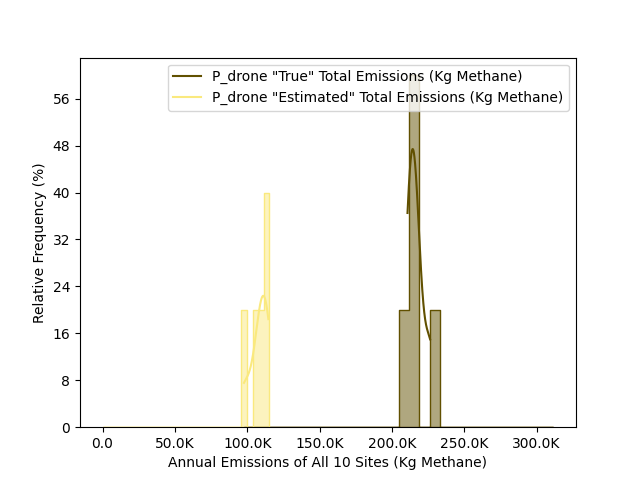 P_drone "True" Total Emissions (Kg Methane)
P_drone "Estimated" Total Emissions (Kg Methane)
56
48
40
32
24
16
8
0
Relative Frequency (%)
0.0 50.0K 100.0K 150.0K 200.0K 250.0K 300.0K
Annual Emissions of All 10 Sites (Kg Methane)